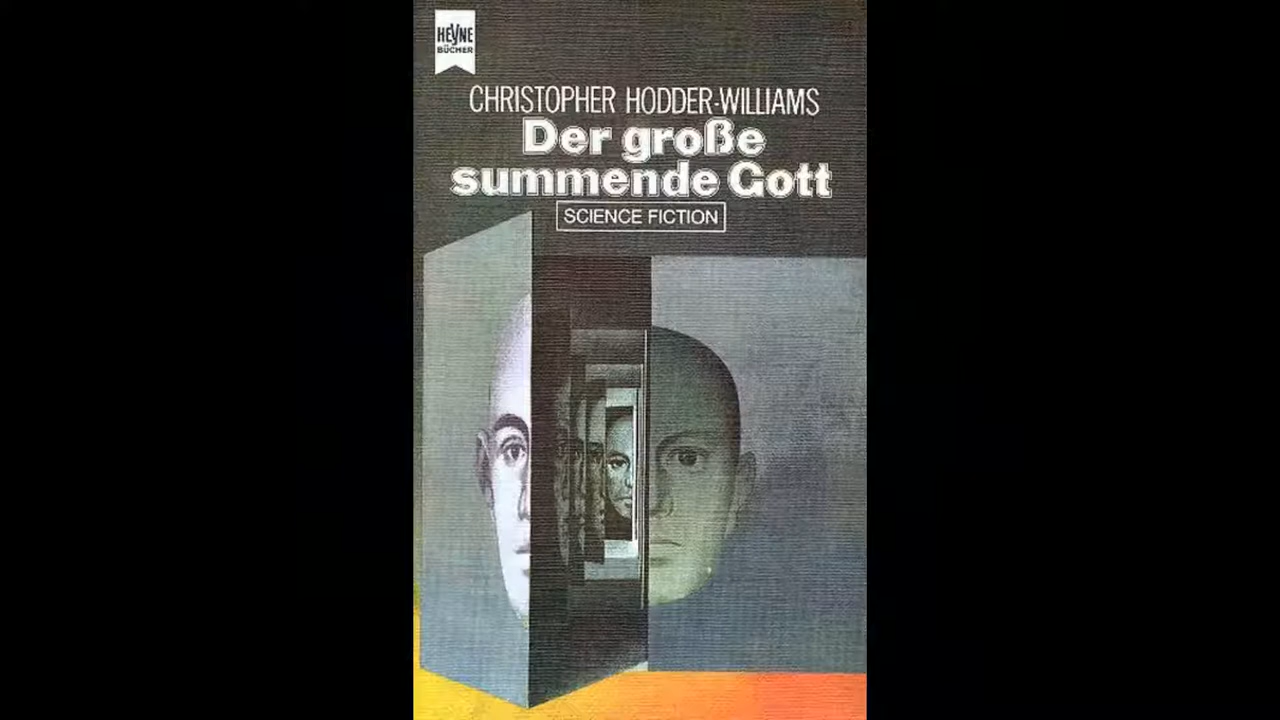 HEYNE
BÜCHER
CHRISTOPHER HODDER-WILLIAMS
Der große
summende Gott
SCIENCE FICTION